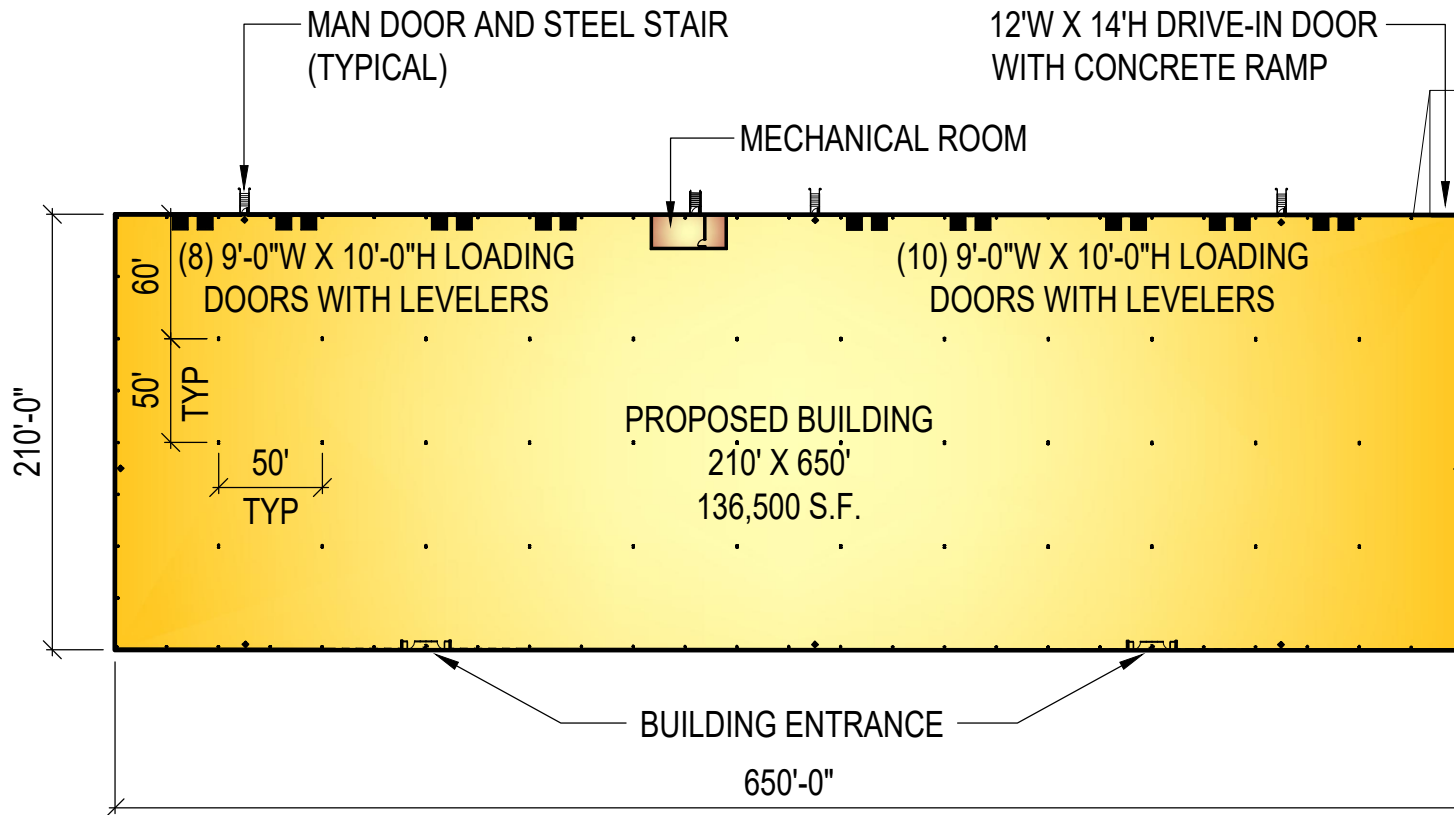 MAN DOOR AND STEEL STAIR
(TYPICAL)
12'W X 14'H DRIVE-IN DOOR
WITH CONCRETE RAMP
MECHANICAL ROOM
(8) 9'-0"W X 10'-0"H LOADING
DOORS WITH LEVELERS
(10) 9'-0"W X 10'-0"H LOADING
DOORS WITH LEVELERS
60'
50'
TYP
210'-0"
50'
TYP
PROPOSED BUILDING
210' X 650'
136,500 S.F.
BUILDING ENTRANCE
650'-0"